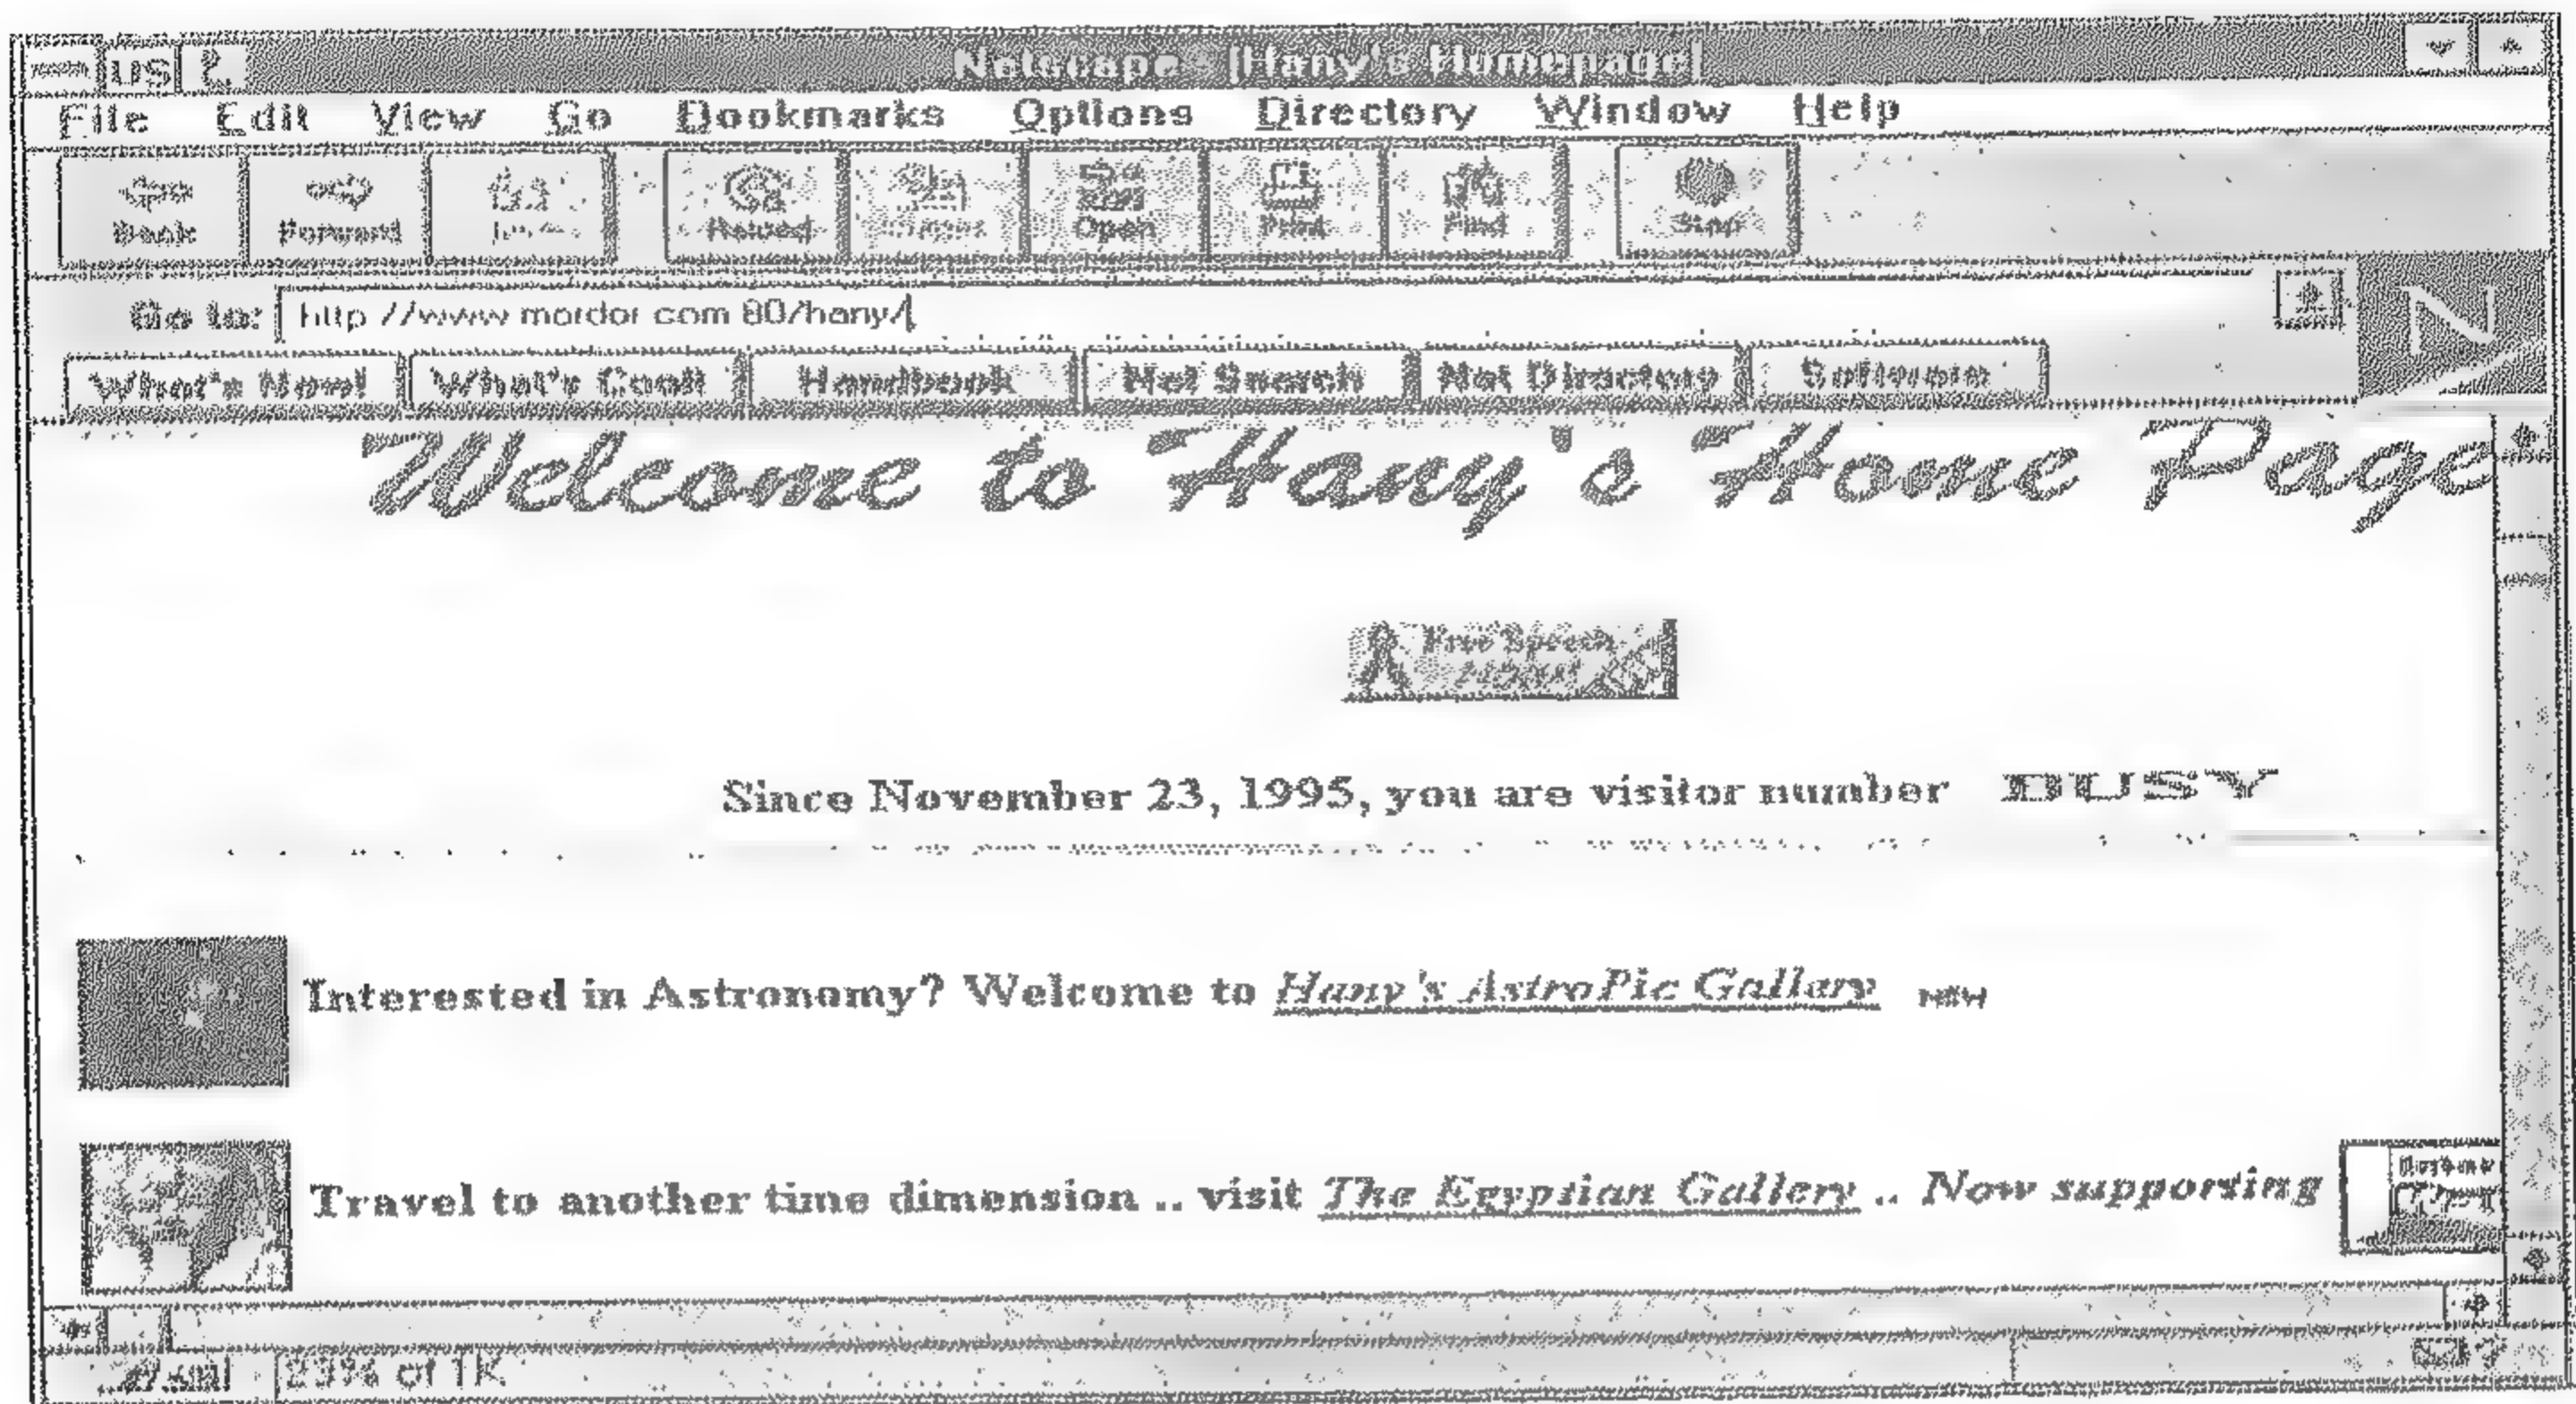 US
Netscape - [Hany's Homepage]
File Edit View Go Bookmarks Options Directory Window Help
Back Forward Reload Open Print Find Stop
Go to: http://www.mordor.com:80/hany/
What's New! What's Cool! Handbook Net Search Net Directory Software
Welcome to Hany's Home Page
Free Speech
Since November 23, 1995, you are visitor number BUSY
Interested in Astronomy? Welcome to Hany's AstroPic Gallery NEW
Travel to another time dimension .. visit The Egyptian Gallery .. Now supporting
23% of 1K